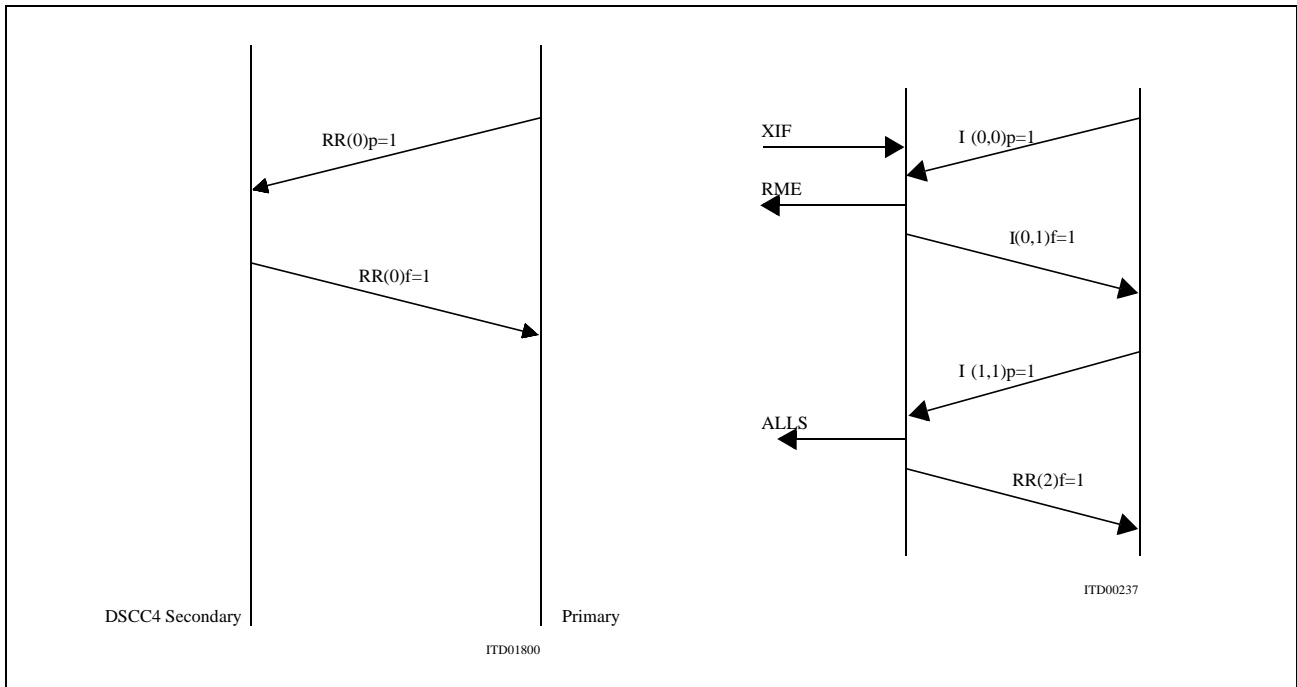 RR(0)p=1
RR(0)f=1
DSCC4 Secondary
Primary
ITD01800
XIF
I (0,0)p=1
RME
I(0,1)f=1
I (1,1)p=1
ALLS
RR(2)f=1
ITD00237